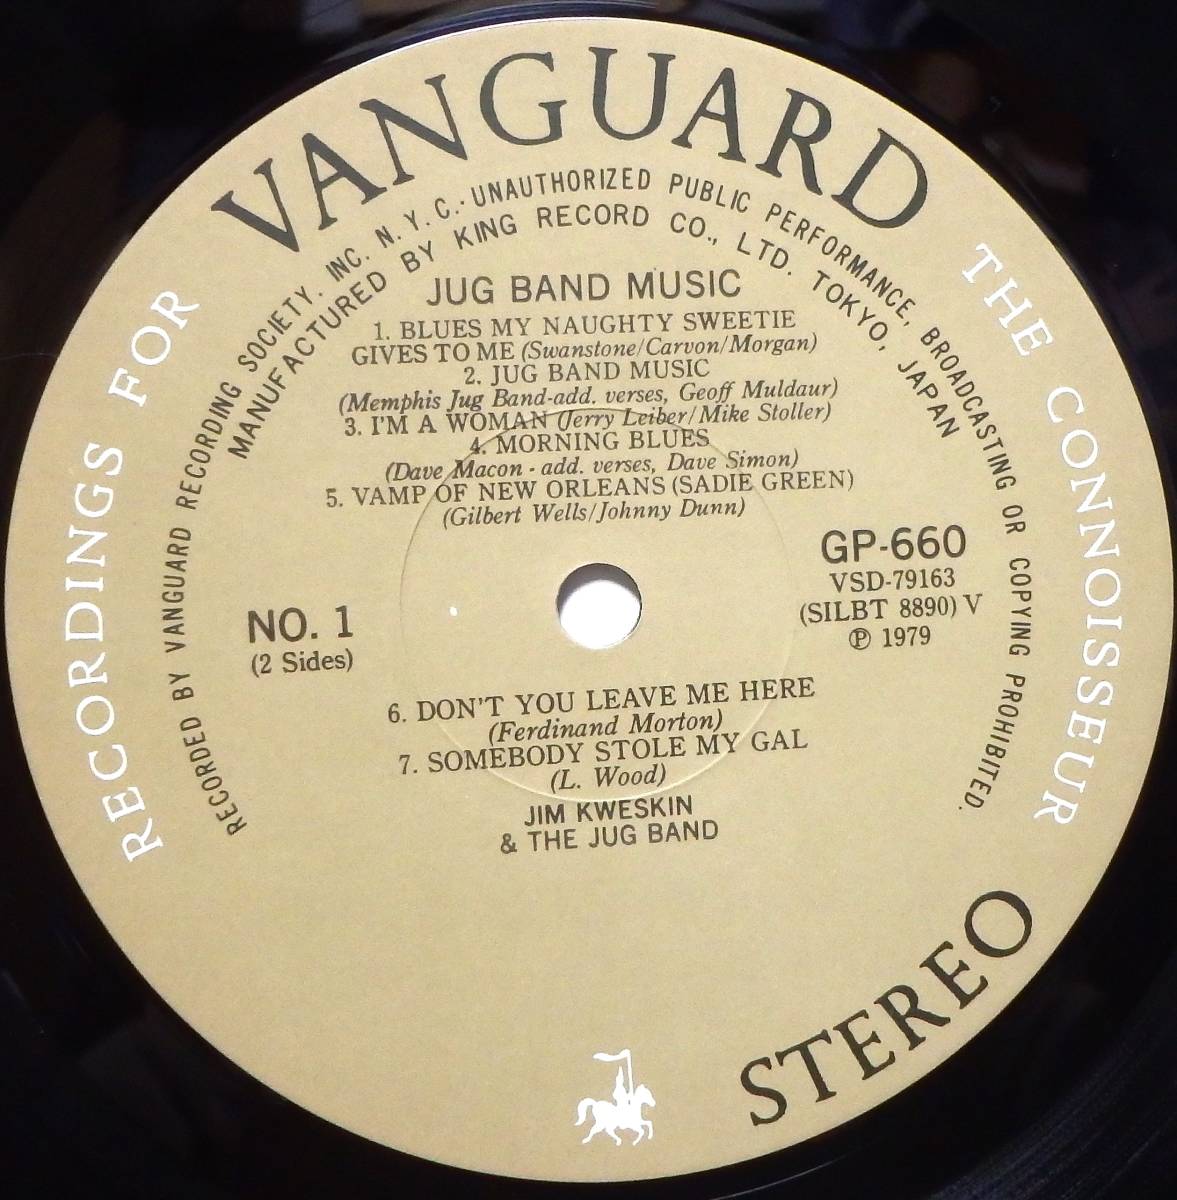 VANGUARD
RECORDINGS FOR THE CONNOISSEUR
RECORDED BY VANGUARD RECORDING SOCIETY. INC. N. Y. C.· UNAUTHORIZED PUBLIC PERFORMANCE, BROADCASTING OR COPYING PROHIBITED.
MANUFACTURED BY KING RECORD CO., LTD. TOKYO, JAPAN
JUG BAND MUSIC
1. BLUES MY NAUGHTY SWEETIE
GIVES TO ME (Swanstone/Carvon/Morgan)
2. JUG BAND MUSIC
(Memphis Jug Band-add. verses, Geoff Muldaur)
3. I'M A WOMAN (Jerry Leiber/Mike Stoller)
4. MORNING BLUES
(Dave Macon - add. verses, Dave Simon)
5. VAMP OF NEW ORLEANS (SADIE GREEN)
(Gilbert Wells/Johnny Dunn)
NO. 1
(2 Sides)
GP-660
VSD-79163
(SILBT 8890) V
℗ 1979
6. DON'T YOU LEAVE ME HERE
(Ferdinand Morton)
7. SOMEBODY STOLE MY GAL
(L. Wood)
JIM KWESKIN
& THE JUG BAND
STEREO